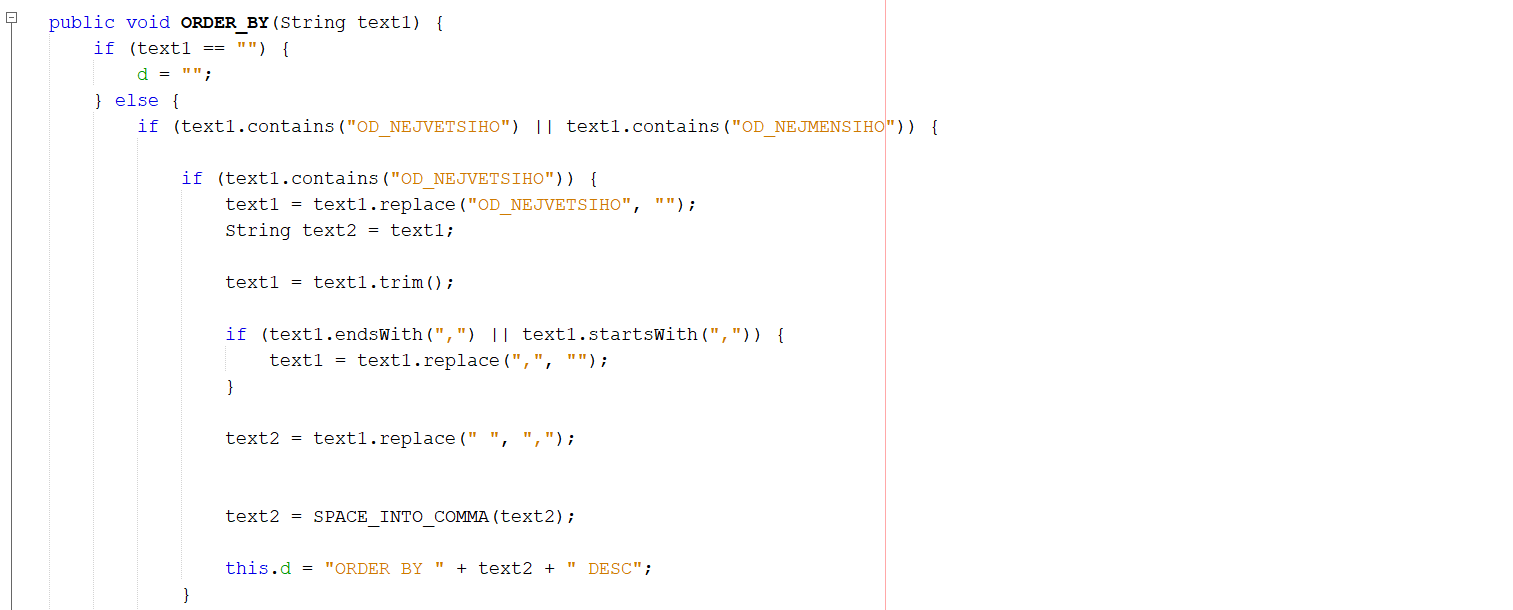 public void ORDER_BY(String text1) {
    if (text1 == "") {
        d = "";
    } else {
        if (text1.contains("OD_NEJVETSIHO") || text1.contains("OD_NEJMENSIHO")) {
            if (text1.contains("OD_NEJVETSIHO")) {
                text1 = text1.replace("OD_NEJVETSIHO", "");
                String text2 = text1;
                text1 = text1.trim();
                if (text1.endsWith(",") || text1.startsWith(",")) {
                    text1 = text1.replace(",", "");
                }
                text2 = text1.replace(" ", ",");
                text2 = SPACE_INTO_COMMA(text2);
                this.d = "ORDER BY " + text2 + " DESC";
            }